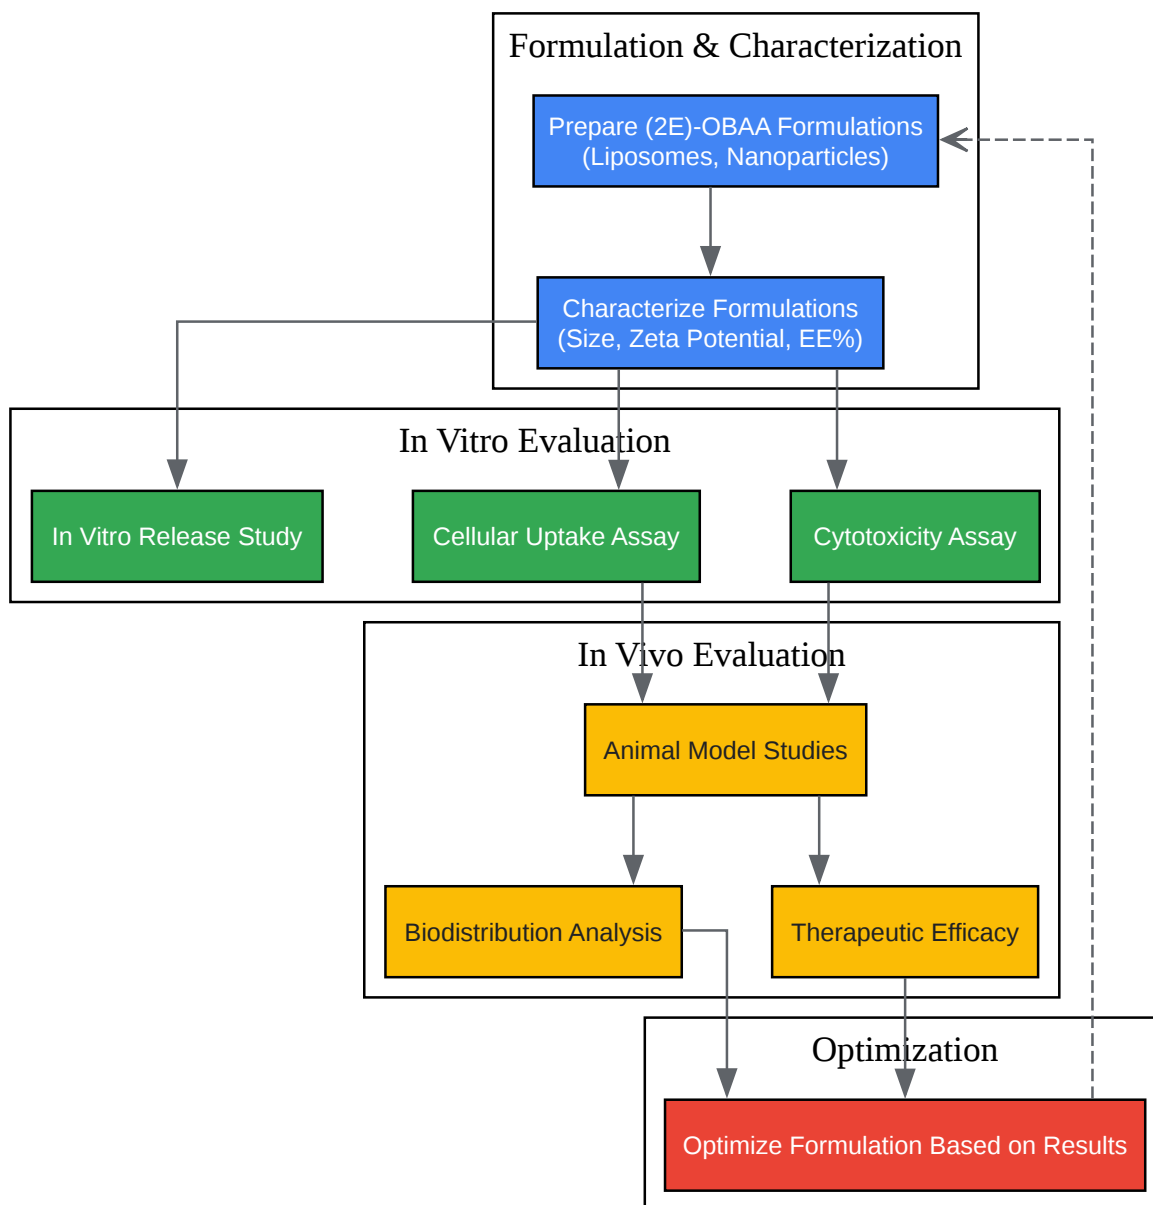 Formulation & Characterization
Prepare (2E)-OBAA Formulations
(Liposomes, Nanoparticles)
Characterize Formulations
(Size, Zeta Potential, EE%)
In Vitro Evaluation
In Vitro Release Study
Cellular Uptake Assay
Cytotoxicity Assay
In Vivo Evaluation
Animal Model Studies
Biodistribution Analysis
Therapeutic Efficacy
Optimization
Optimize Formulation Based on Results